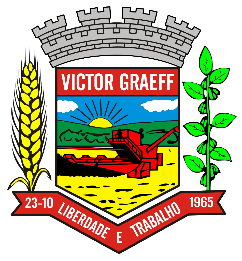 VICTOR GRAEFF
23-10 LIBERDADE E TRABALHO 1965